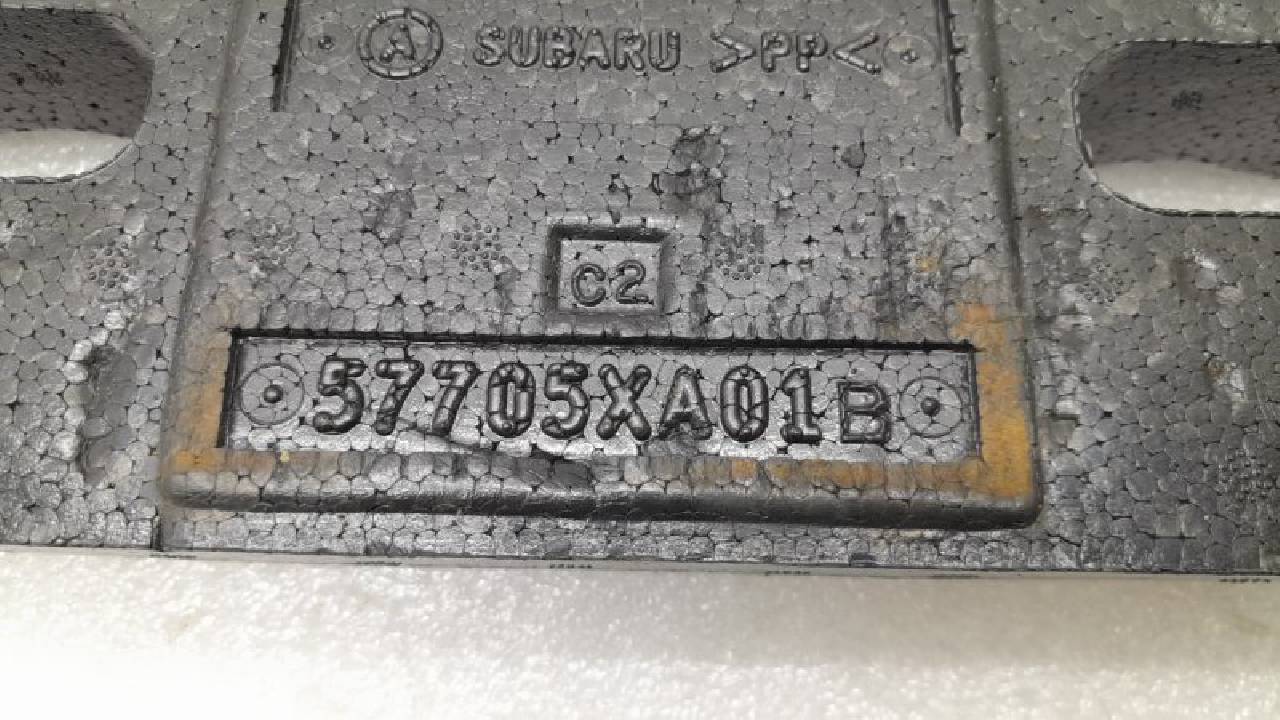 A SUBARU >PP<
C2
57705XA01B